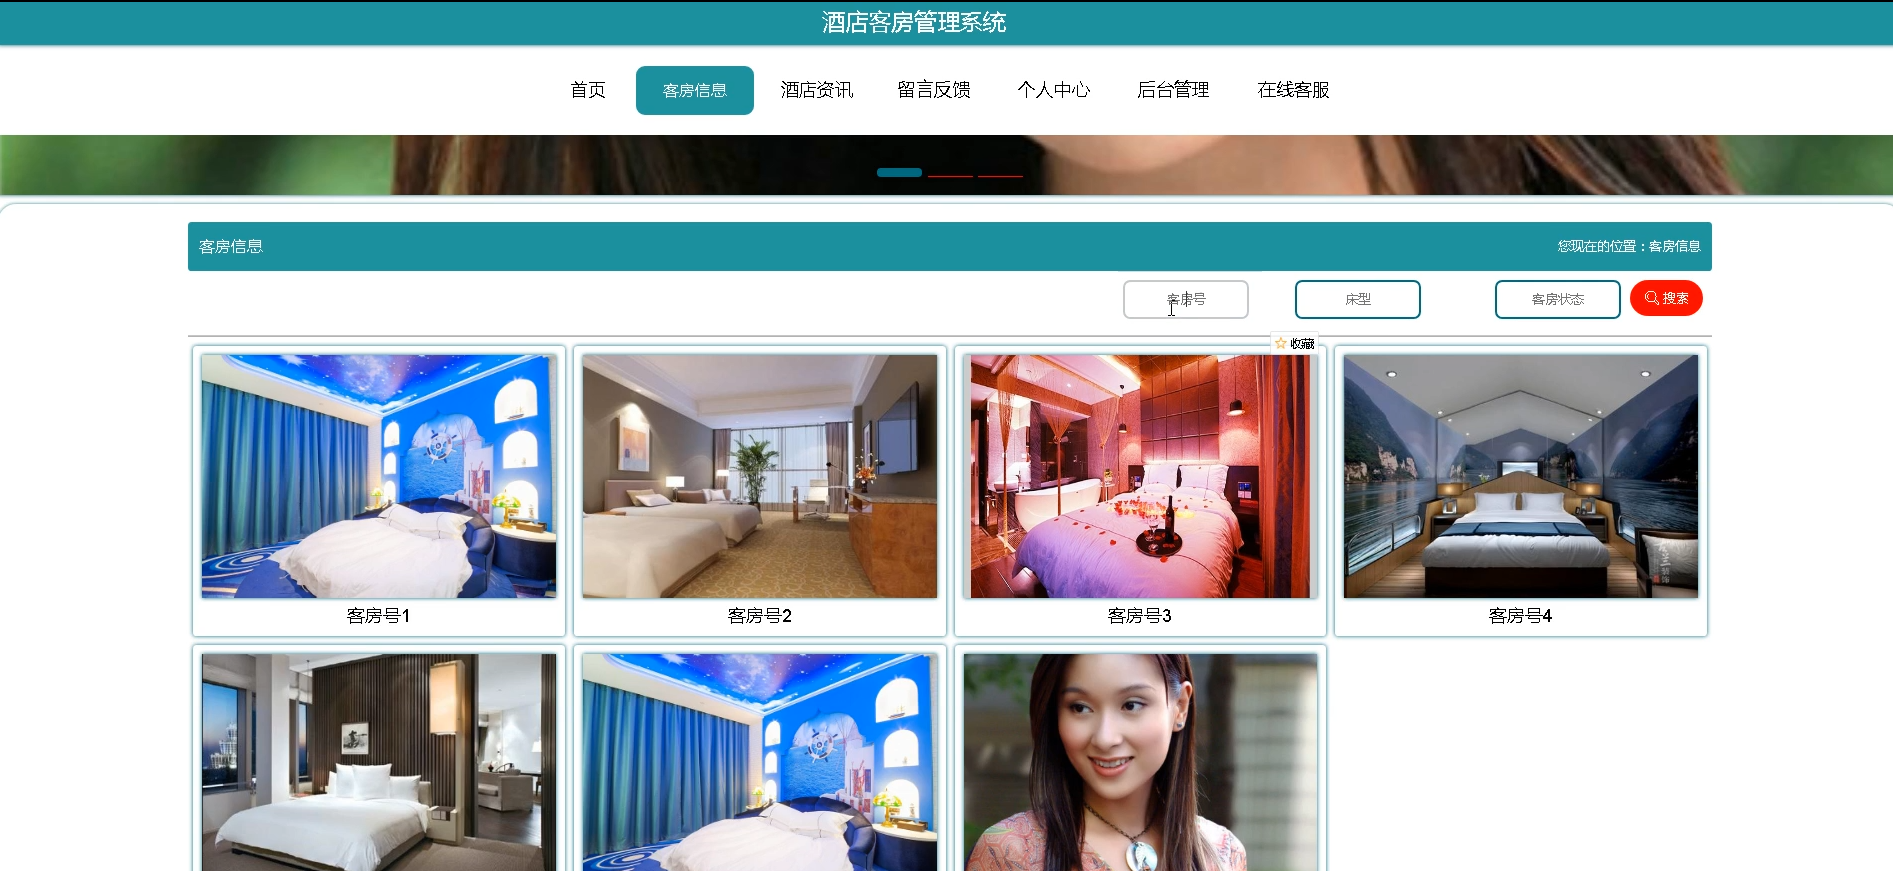 酒店客房管理系统
首页 客房信息 酒店资讯 留言反馈 个人中心 后台管理 在线客服
客房信息 您现在的位置：客房信息
客房号 床型 客房状态 搜索
收藏
客房号1 客房号2 客房号3 客房号4